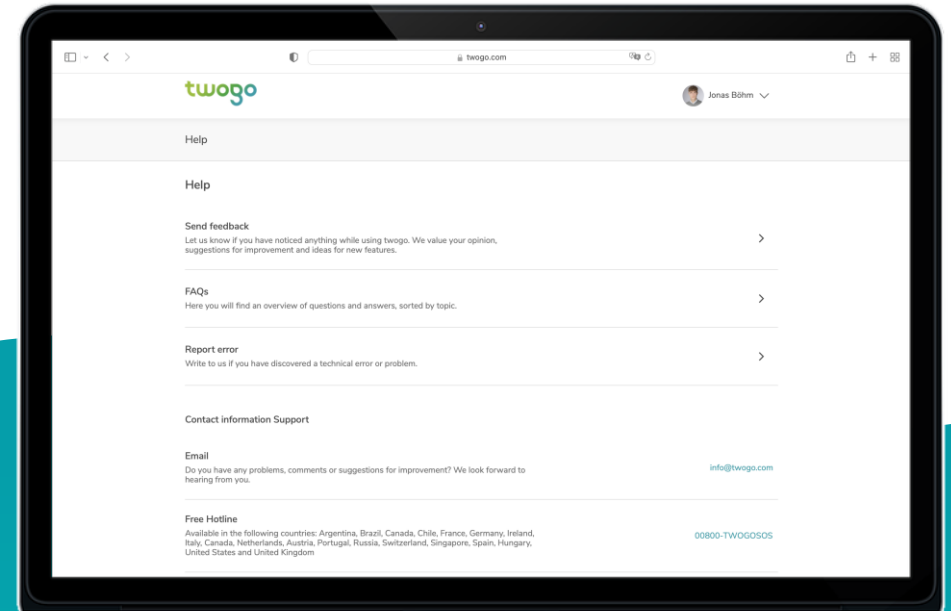 twogo.com
twogo
Jonas Böhm
Help
Help
Send feedback
Let us know if you have noticed anything while using twogo. We value your opinion,
suggestions for improvement and ideas for new features.
FAQs
Here you will find an overview of questions and answers, sorted by topic.
Report error
Write to us if you have discovered a technical error or problem.
Contact information Support
Email
Do you have any problems, comments or suggestions for improvement? We look forward to
hearing from you.
info@twogo.com
Free Hotline
Available in the following countries: Argentina, Brazil, Canada, Chile, France, Germany, Ireland,
Italy, Canada, Netherlands, Austria, Portugal, Russia, Switzerland, Singapore, Spain, Hungary,
United States and United Kingdom
00800-TWOGOSOS